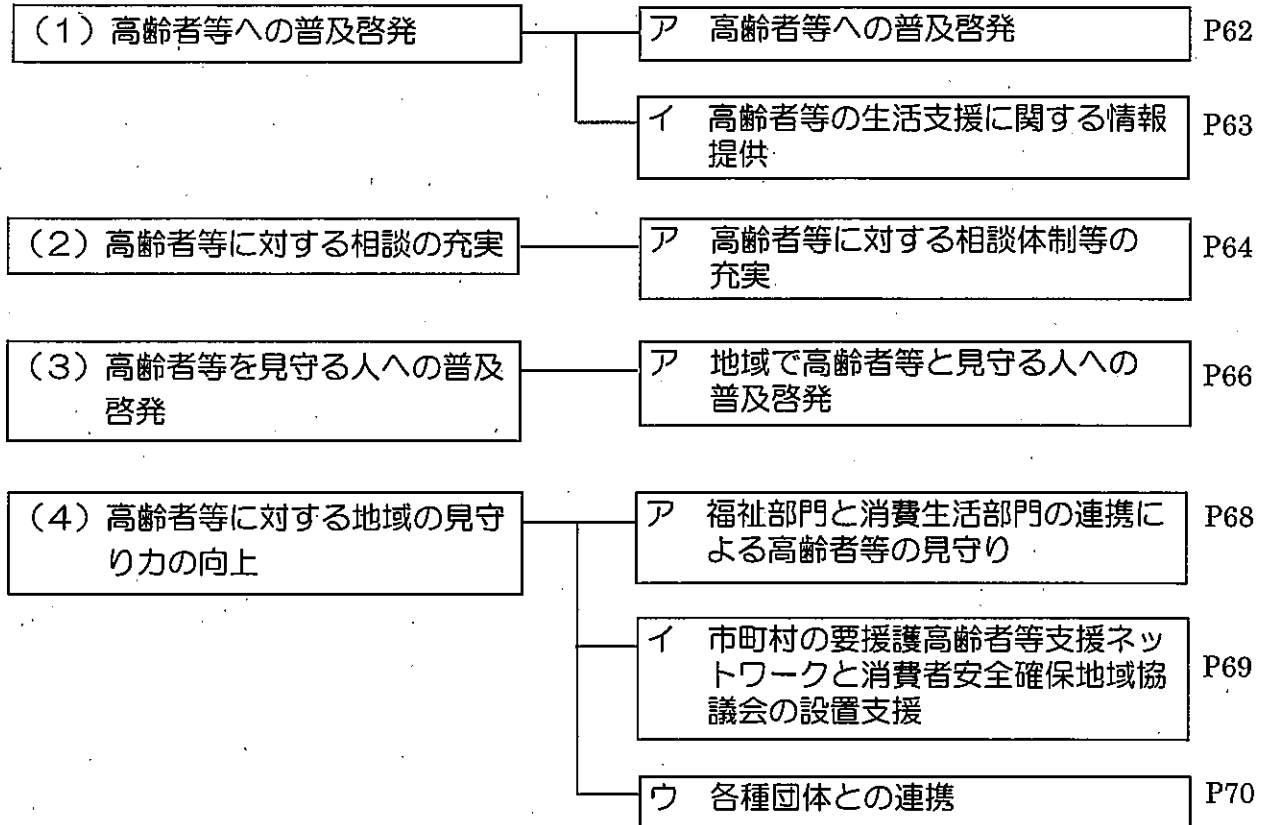 (1)高齢者等への普及啓発
ア 高齢者等への普及啓発 P62
イ 高齢者等の生活支援に関する情報
提供 P63
(2)高齢者等に対する相談の充実
ア 高齢者等に対する相談体制等の
充実 P64
(3)高齢者等を見守る人への普及
啓発
ア 地域で高齢者等と見守る人への
普及啓発 P66
(4)高齢者等に対する地域の見守
り力の向上
ア 福祉部門と消費生活部門の連携に
よる高齢者等の見守り P68
イ 市町村の要援護高齢者等支援ネッ
トワークと消費者安全確保地域協
議会の設置支援 P69
ウ 各種団体との連携 P70